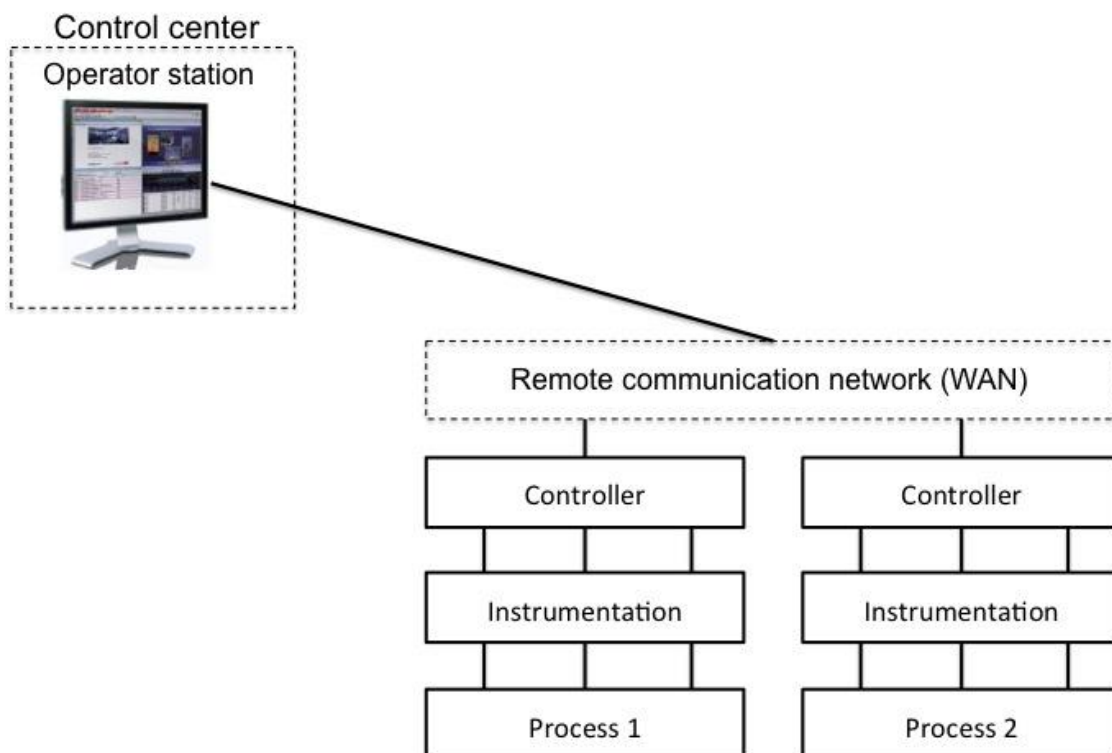 Control center
Operator station
Remote communication network (WAN)
Controller
Controller
Instrumentation
Instrumentation
Process 1
Process 2